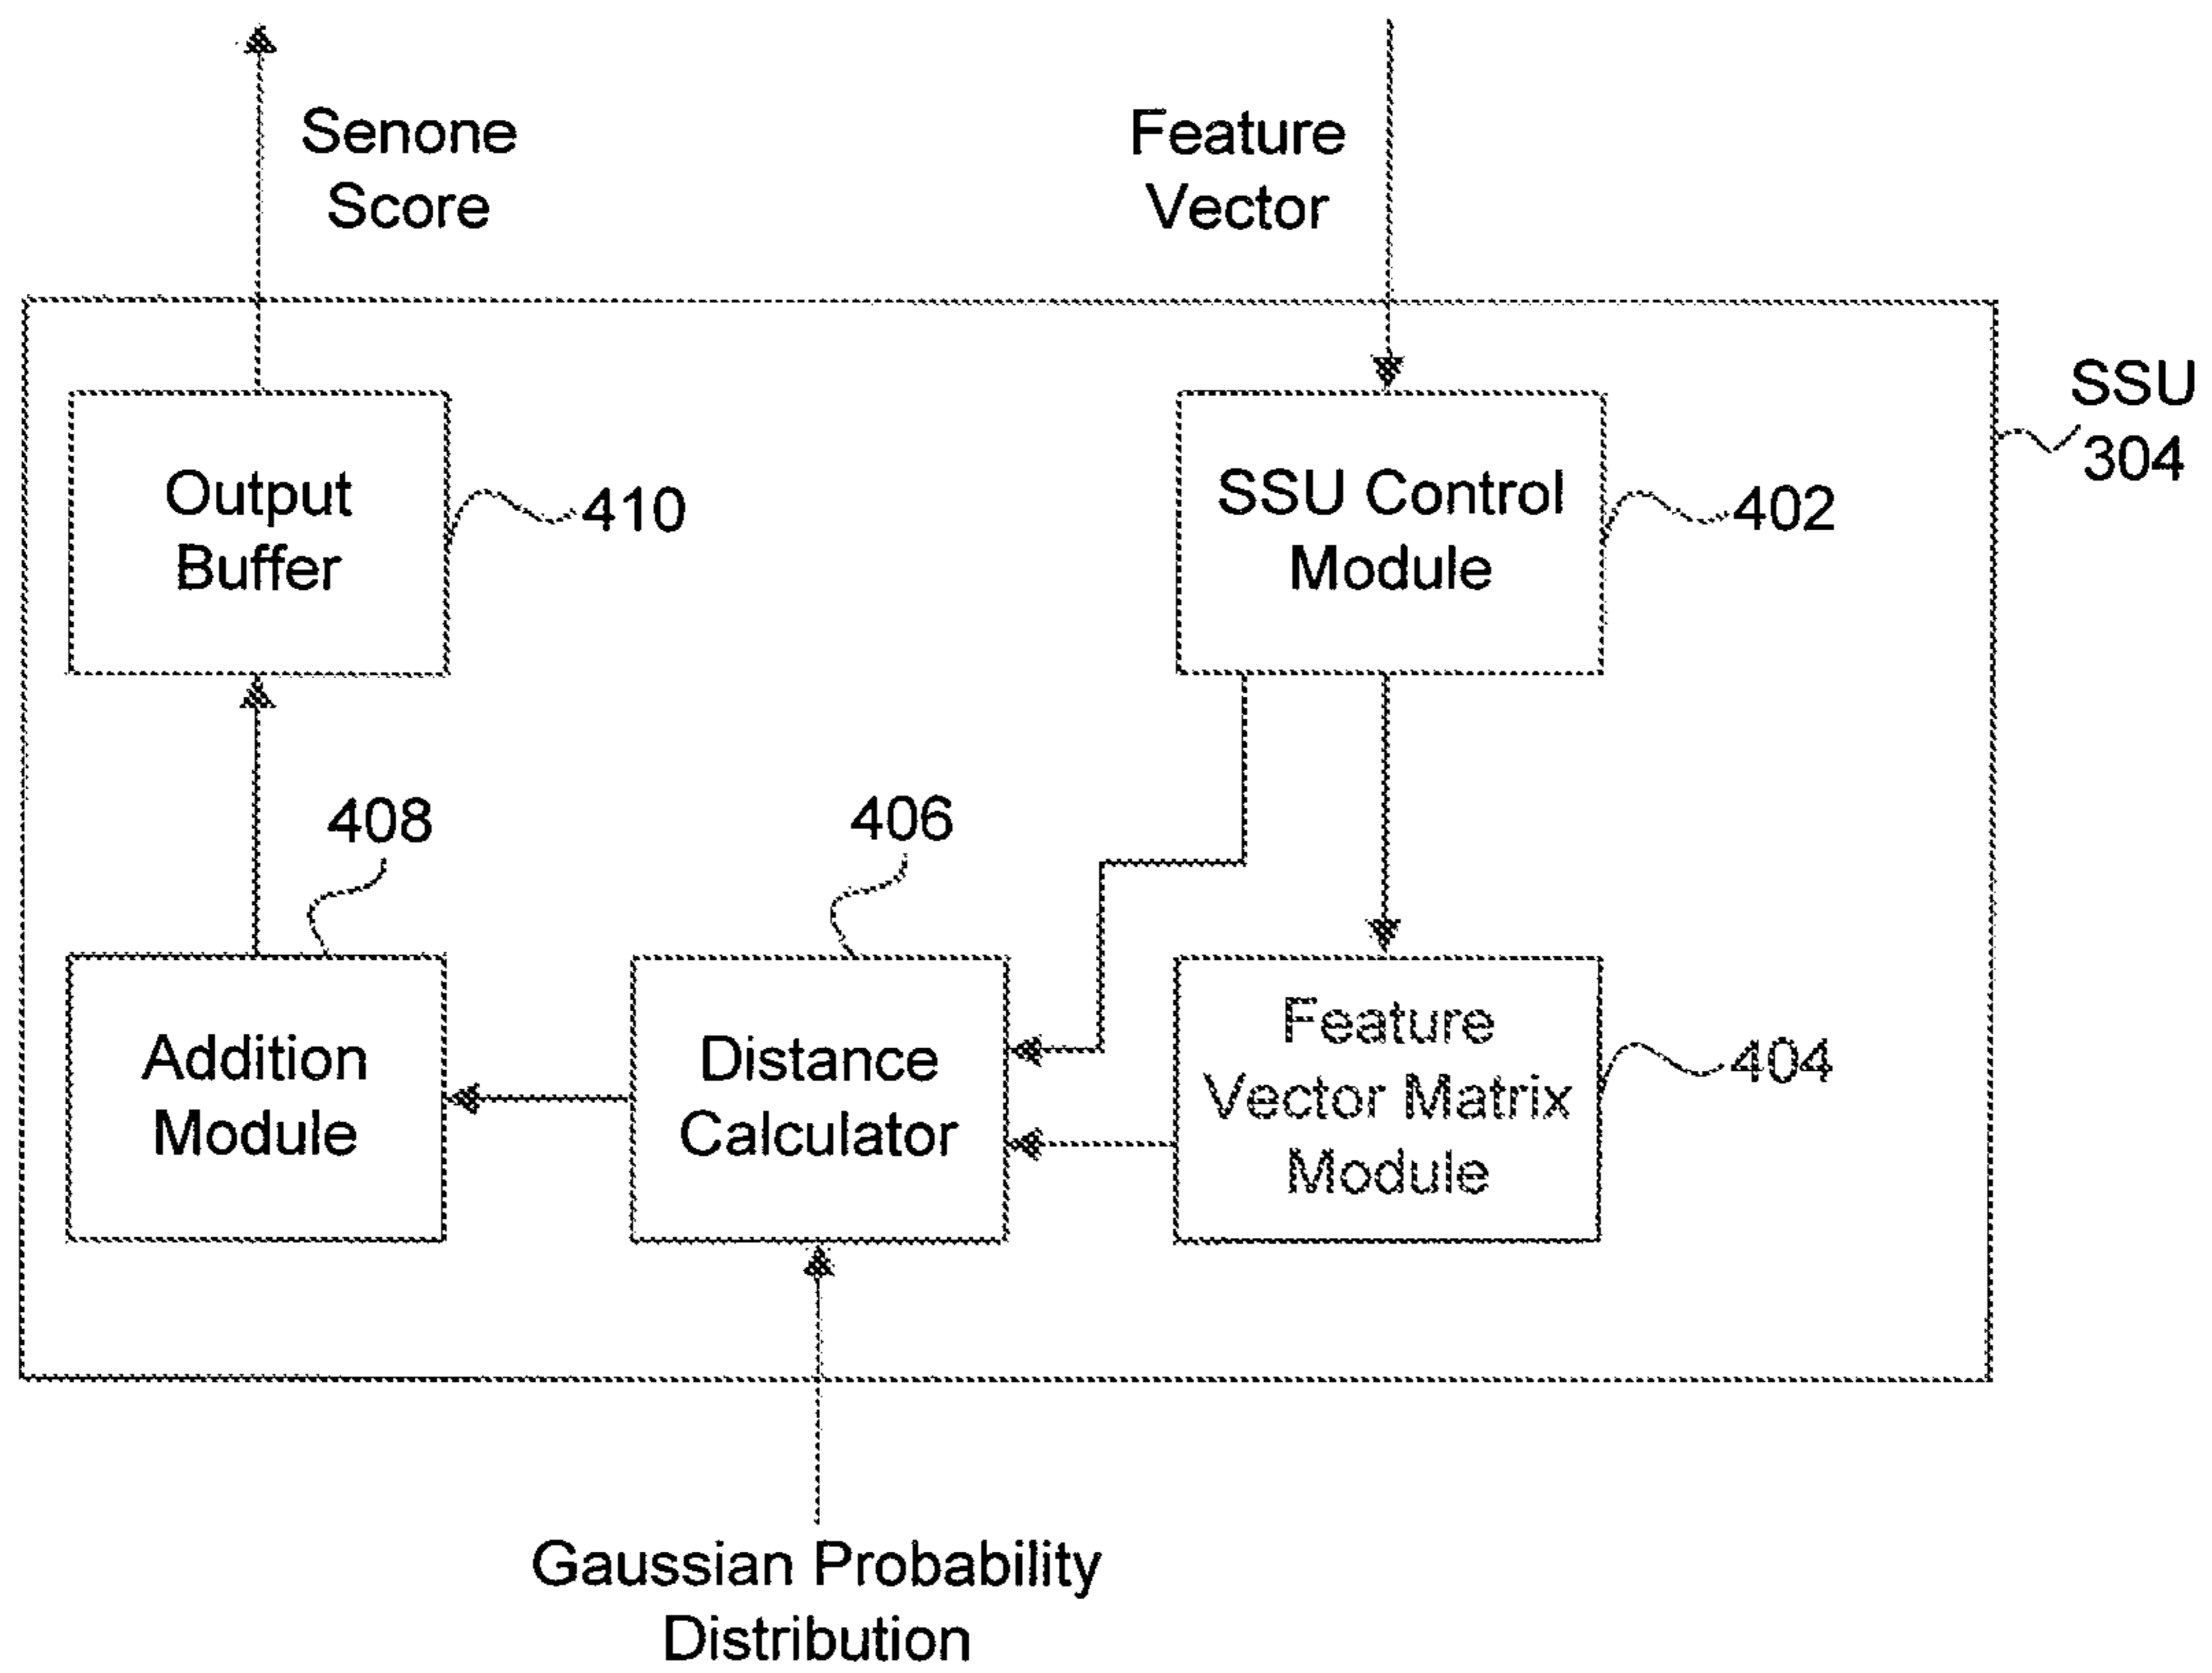 Senone
Score
Feature
Vector
SSU
304
Output
Buffer
410
SSU Control
Module
402
408
406
Addition
Module
Distance
Calculator
Feature
Vector Matrix
Module
404
Gaussian Probability
Distribution